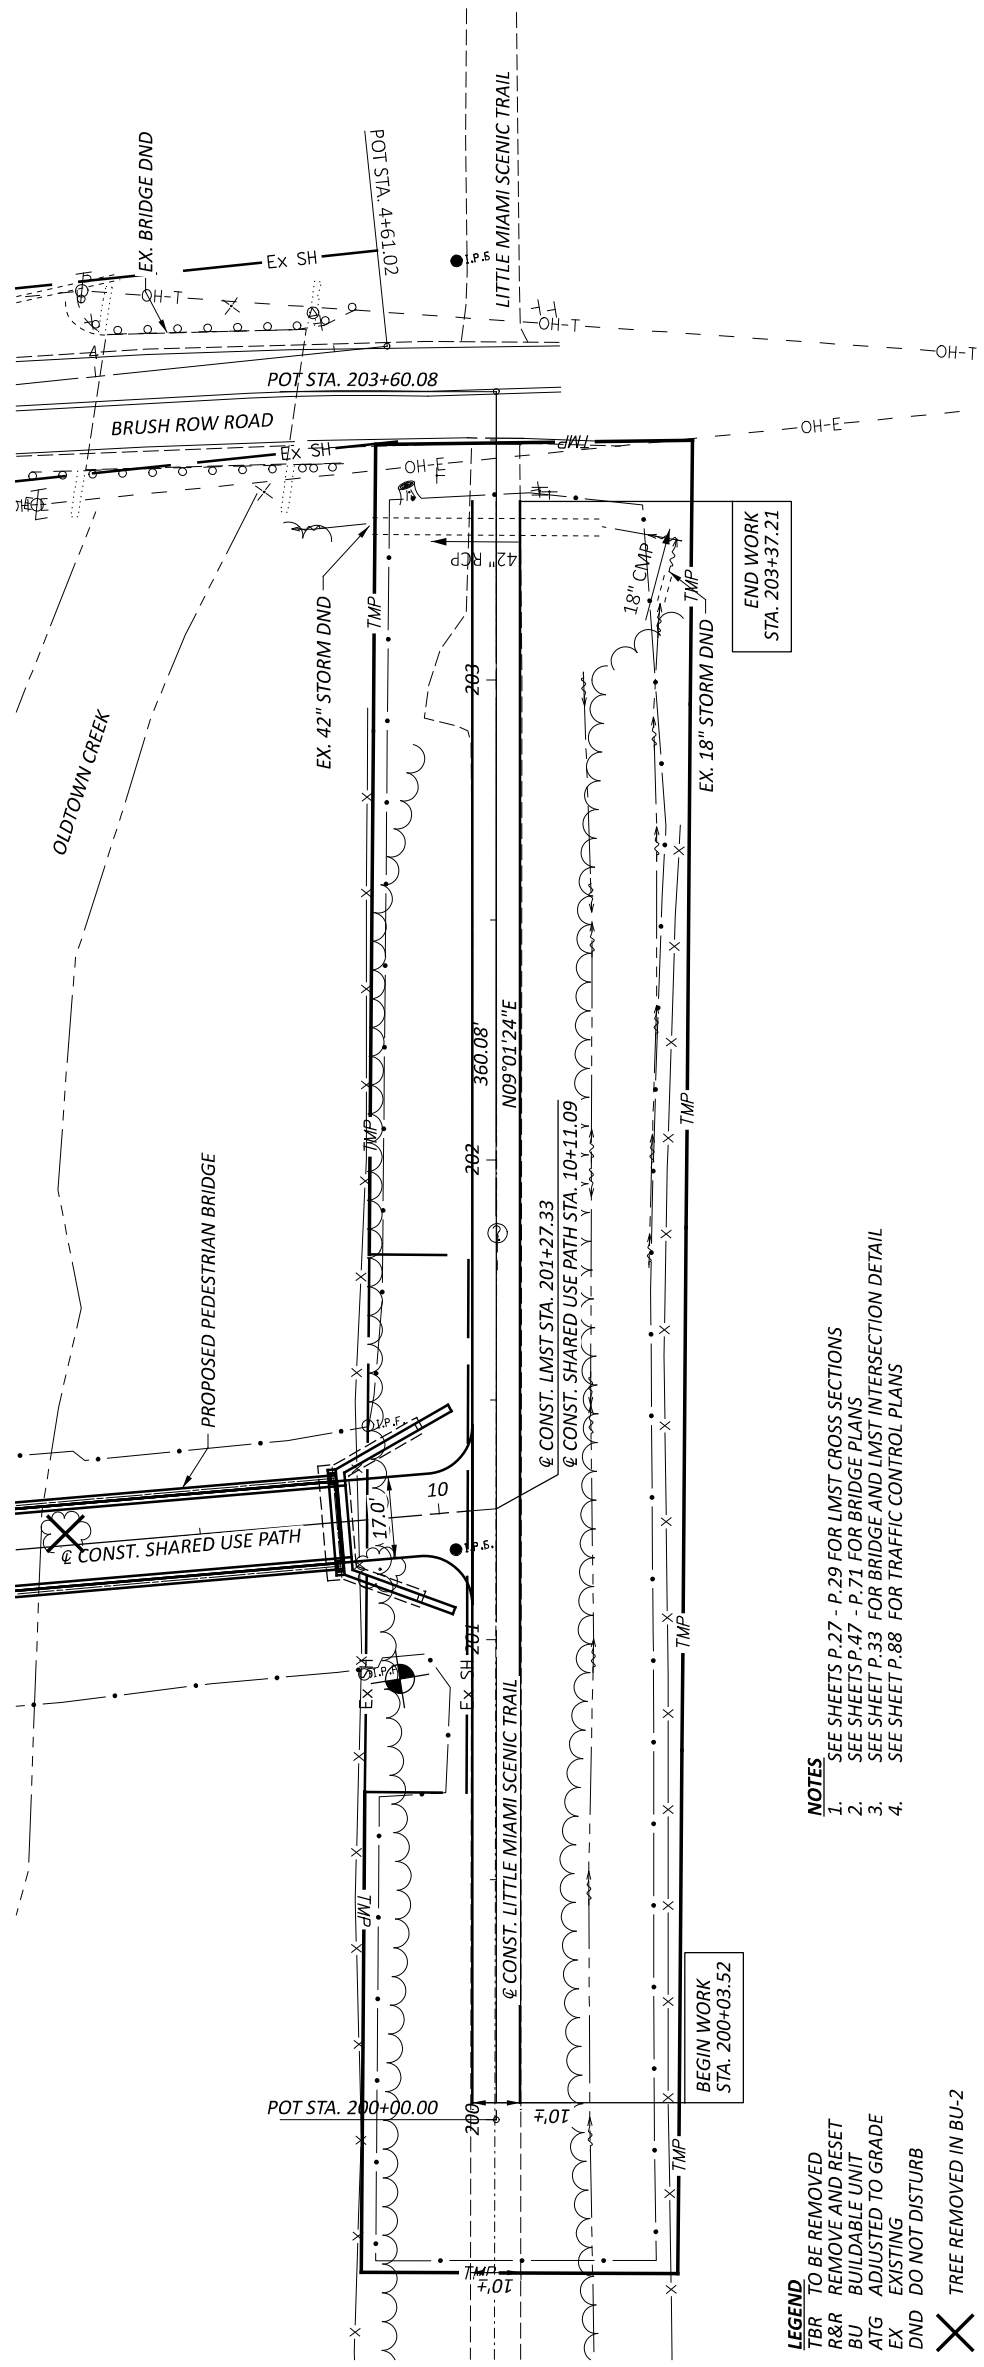 LITTLE MIAMI SCENIC TRAIL
EX. BRIDGE DND
POT STA. 4+61.02
Ex SH
I.P.F
OH-T
OH-T
OH-T
4
POT STA. 203+60.08
BRUSH ROW ROAD
Ex SH
TMP
OH-E
OH-E
42" RCP
18" CMP
TMP
TMP
END WORK
STA. 203+37.21
EX. 42" STORM DND
EX. 18" STORM DND
203
OLDTOWN CREEK
360.08'
N09°01'24"E
TMP
TMP
202
PROPOSED PEDESTRIAN BRIDGE
℄ CONST. LMST STA. 201+27.33
℄ CONST. SHARED USE PATH STA. 10+11.09
I.P.F.
10
17.0'
℄ CONST. SHARED USE PATH
I.P.F.
201
TMP
Ex SH
I.P.F.
Ex SH
℄ CONST. LITTLE MIAMI SCENIC TRAIL
TMP
BEGIN WORK
STA. 200+03.52
POT STA. 200+00.00
200
10'±
TMP
TMP
10'±
NOTES
1. SEE SHEETS P.27 - P.29 FOR LMST CROSS SECTIONS
2. SEE SHEETS P.47 - P.71 FOR BRIDGE PLANS
3. SEE SHEET P.33 FOR BRIDGE AND LMST INTERSECTION DETAIL
4. SEE SHEET P.88 FOR TRAFFIC CONTROL PLANS
LEGEND
TBR TO BE REMOVED
R&R REMOVE AND RESET
BU BUILDABLE UNIT
ATG ADJUSTED TO GRADE
EX EXISTING
DND DO NOT DISTURB
TREE REMOVED IN BU-2